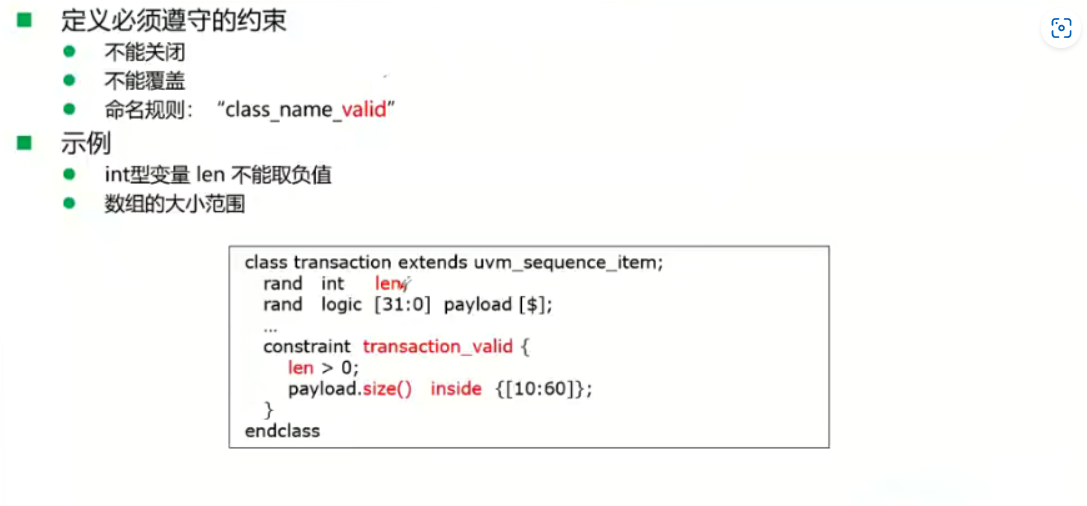 定义必须遵守的约束
不能关闭
不能覆盖
命名规则：“class_name_valid”
示例
int型变量 len 不能取负值
数组的大小范围
class transaction extends uvm_sequence_item;
rand int len;
rand logic [31:0] payload [$];
...
constraint transaction_valid {
len > 0;
payload.size() inside {[10:60]};
}
endclass